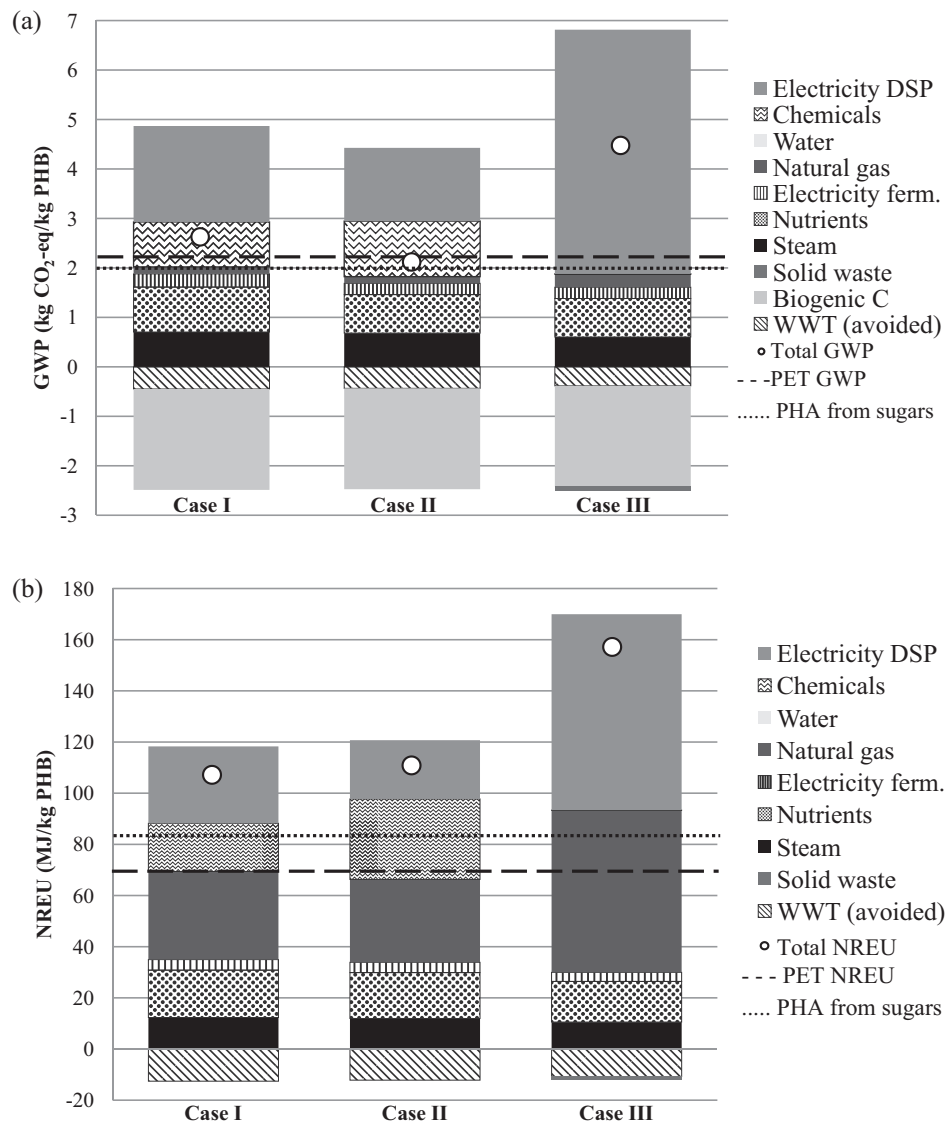 (a)
7
6
5
4
3
2
1
0
-1
-2
-3
GWP (kg CO2-eq/kg PHB)
Case I
Case II
Case III
Electricity DSP
Chemicals
Water
Natural gas
Electricity ferm.
Nutrients
Steam
Solid waste
Biogenic C
WWT (avoided)
Total GWP
- - -PET GWP
...... PHA from sugars
(b)
180
160
140
120
100
80
60
40
20
0
-20
NREU (MJ/kg PHB)
Case I
Case II
Case III
Electricity DSP
Chemicals
Water
Natural gas
Electricity ferm.
Nutrients
Steam
Solid waste
WWT (avoided)
Total NREU
- - - PET NREU
..... PHA from sugars